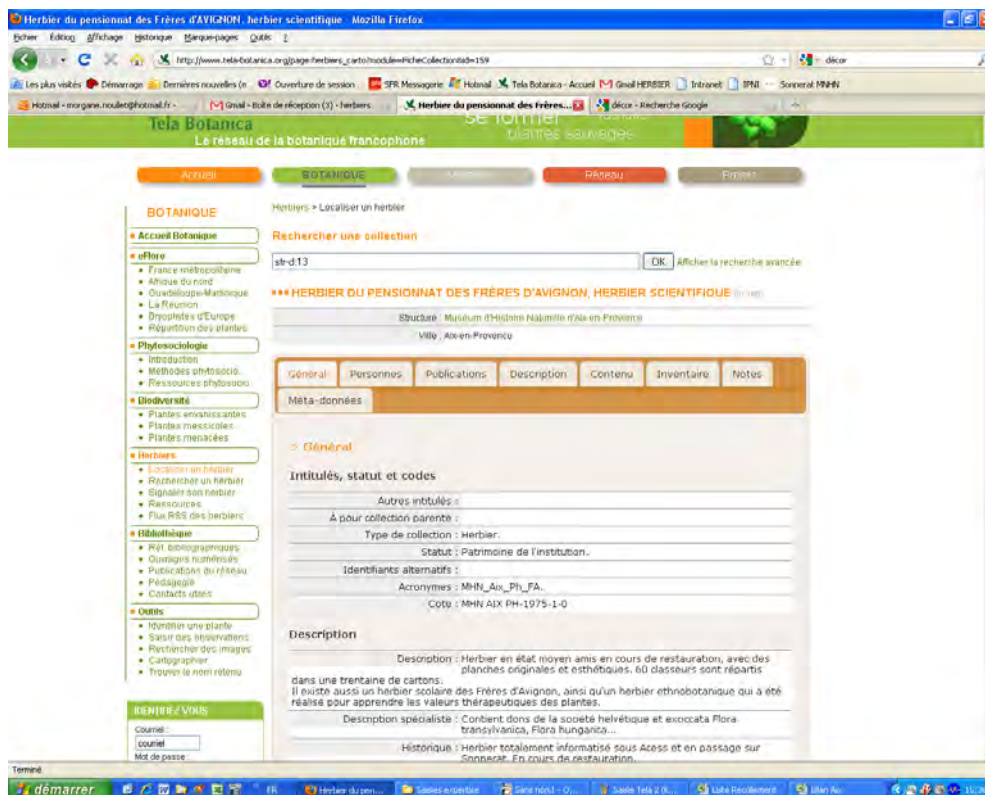 Herbier du pensionnat des Frères d'AVIGNON, herbier scientifique - Mozilla Firefox
Fichier Édition Affichage Historique Marque-pages Outils ?
http://www.tela-botanica.org/page:herbiers_carto?module=FicheCollection&id=159
décor
Les plus visités Démarrage Dernières nouvelles (n Ouverture de session SFR Messagerie Hotmail Tela Botanica - Accueil Gmail HERBIER Intranet IPNI Sonnerat MNHN
Hotmail - morgane.noulet@hotmail.fr - Gmail - Boîte de réception (3) - herbiers Herbier du pensionnat des Frères... décor - Recherche Google
Tela Botanica
Le réseau de la botanique francophone
se former
plantes sauvages
Accueil BOTANIQUE Réseau Projets
BOTANIQUE
Accueil Botanique
eFlore
France métropolitaine
Afrique du nord
Guadeloupe-Martinique
La Réunion
Bryophytes d'Europe
Répartition des plantes
Phytosociologie
Introduction
Méthodes phytosocio.
Ressources phytosocio.
Biodiversité
Plantes envahissantes
Plantes messicoles
Plantes menacées
Herbiers
Localiser un herbier
Rechercher un herbier
Signaler son herbier
Ressources
Flux RSS des herbiers
Bibliothèque
Réf. bibliographiques
Ouvrages numérisés
Publications du réseau
Pédagogie
Contacts utiles
Outils
Identifier une plante
Saisir des observations
Rechercher des images
Cartographier
Trouver le nom retenu
IDENTIFIEZ VOUS
Courriel :
courriel
Mot de passe :
Herbiers > Localiser un herbier
Rechercher une collection
str-d:13 OK Afficher la recherche avancée
*** HERBIER DU PENSIONNAT DES FRÈRES D'AVIGNON, HERBIER SCIENTIFIQUE
Structure : Muséum d'Histoire Naturelle d'Aix-en-Provence
Ville : Aix-en-Provence
Général Personnes Publications Description Contenu Inventaire Notes
Méta-données
> Général
Intitulés, statut et codes
Autres intitulés :
À pour collection parente :
Type de collection : Herbier.
Statut : Patrimoine de l'institution.
Identifiants alternatifs :
Acronymes : MHN_Aix_Ph_FA.
Cote : MHN AIX PH-1975-1-0
Description
Description : Herbier en état moyen amis en cours de restauration, avec des
planches originales et esthétiques. 60 classeurs sont répartis
dans une trentaine de cartons.
Il existe aussi un herbier scolaire des Frères d'Avignon, ainsi qu'un herbier ethnobotanique qui a été
réalisé pour apprendre les valeurs thérapeutiques des plantes.
Description spécialiste : Contient dons de la société helvétique et exoccata Flora
transylvanica, Flora hunganica...
Historique : Herbier totalement informatisé sous Acess et en passage sur
Sonnerat. En cours de restauration.
Terminé
démarrer FR Herbier du pen... Saisies expertise Sans nom1 - O... Saisie Tela 2 (R... Liste Récolement Bilan Aix